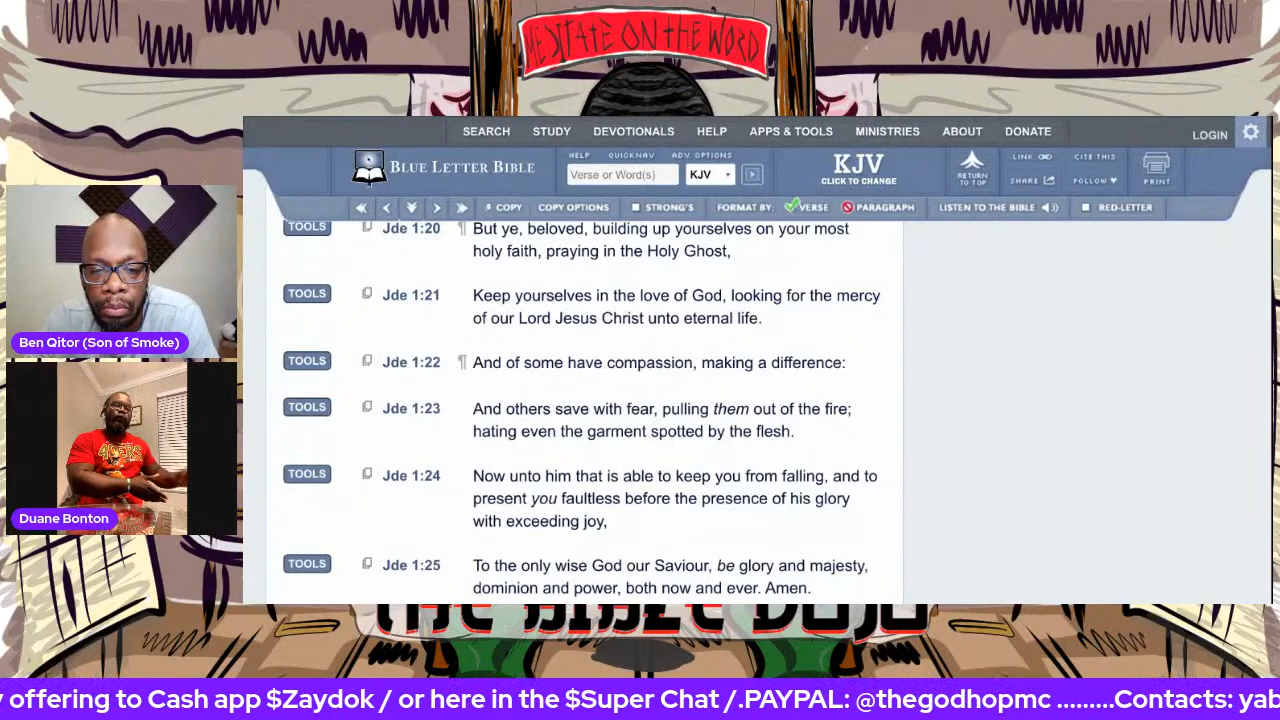 MEDITATE ON THE WORD
SEARCH STUDY DEVOTIONALS HELP APPS & TOOLS MINISTRIES ABOUT DONATE LOGIN
BLUE LETTER BIBLE
HELP QUICKNAV ADV. OPTIONS
Verse or Word(s) KJV
KJV
CLICK TO CHANGE
RETURN TO TOP
LINK CITE THIS
SHARE FOLLOW PRINT
COPY COPY OPTIONS STRONG'S FORMAT BY: VERSE PARAGRAPH LISTEN TO THE BIBLE RED-LETTER
TOOLS Jde 1:20 ¶ But ye, beloved, building up yourselves on your most
holy faith, praying in the Holy Ghost,
TOOLS Jde 1:21 Keep yourselves in the love of God, looking for the mercy
of our Lord Jesus Christ unto eternal life.
TOOLS Jde 1:22 ¶ And of some have compassion, making a difference:
TOOLS Jde 1:23 And others save with fear, pulling them out of the fire;
hating even the garment spotted by the flesh.
TOOLS Jde 1:24 Now unto him that is able to keep you from falling, and to
present you faultless before the presence of his glory
with exceeding joy,
TOOLS Jde 1:25 To the only wise God our Saviour, be glory and majesty,
dominion and power, both now and ever. Amen.
Ben Qitor (Son of Smoke)
Duane Bonton
THE BIBLE DOJO
y offering to Cash app $Zaydok / or here in the $Super Chat /.PAYPAL: @thegodhopmc .........Contacts: yab